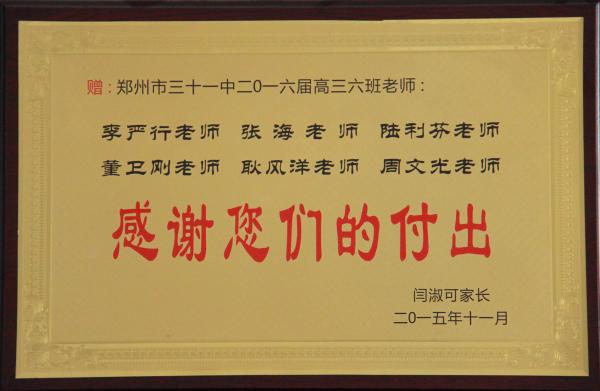 赠:郑州市三十一中二0一六届高三六班老师:
李严行老师 张海老师 陆利芬老师
董卫刚老师 耿风洋老师 周文光老师
感谢您们的付出
闫淑可家长
二0一五年十一月